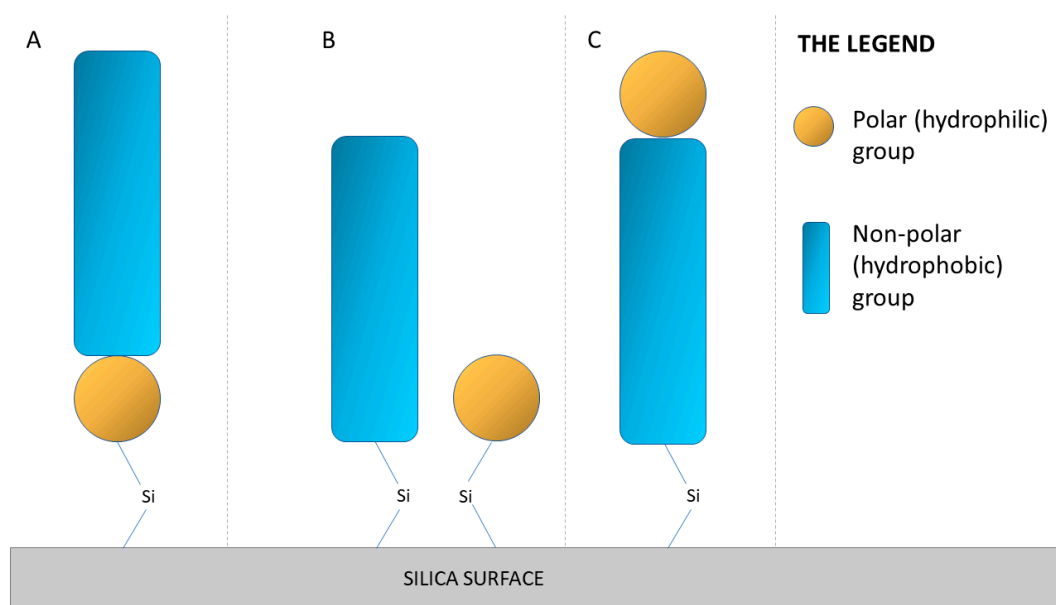 A
B
C
THE LEGEND
Polar (hydrophilic)
group
Non-polar
(hydrophobic)
group
Si
Si
Si
Si
SILICA SURFACE